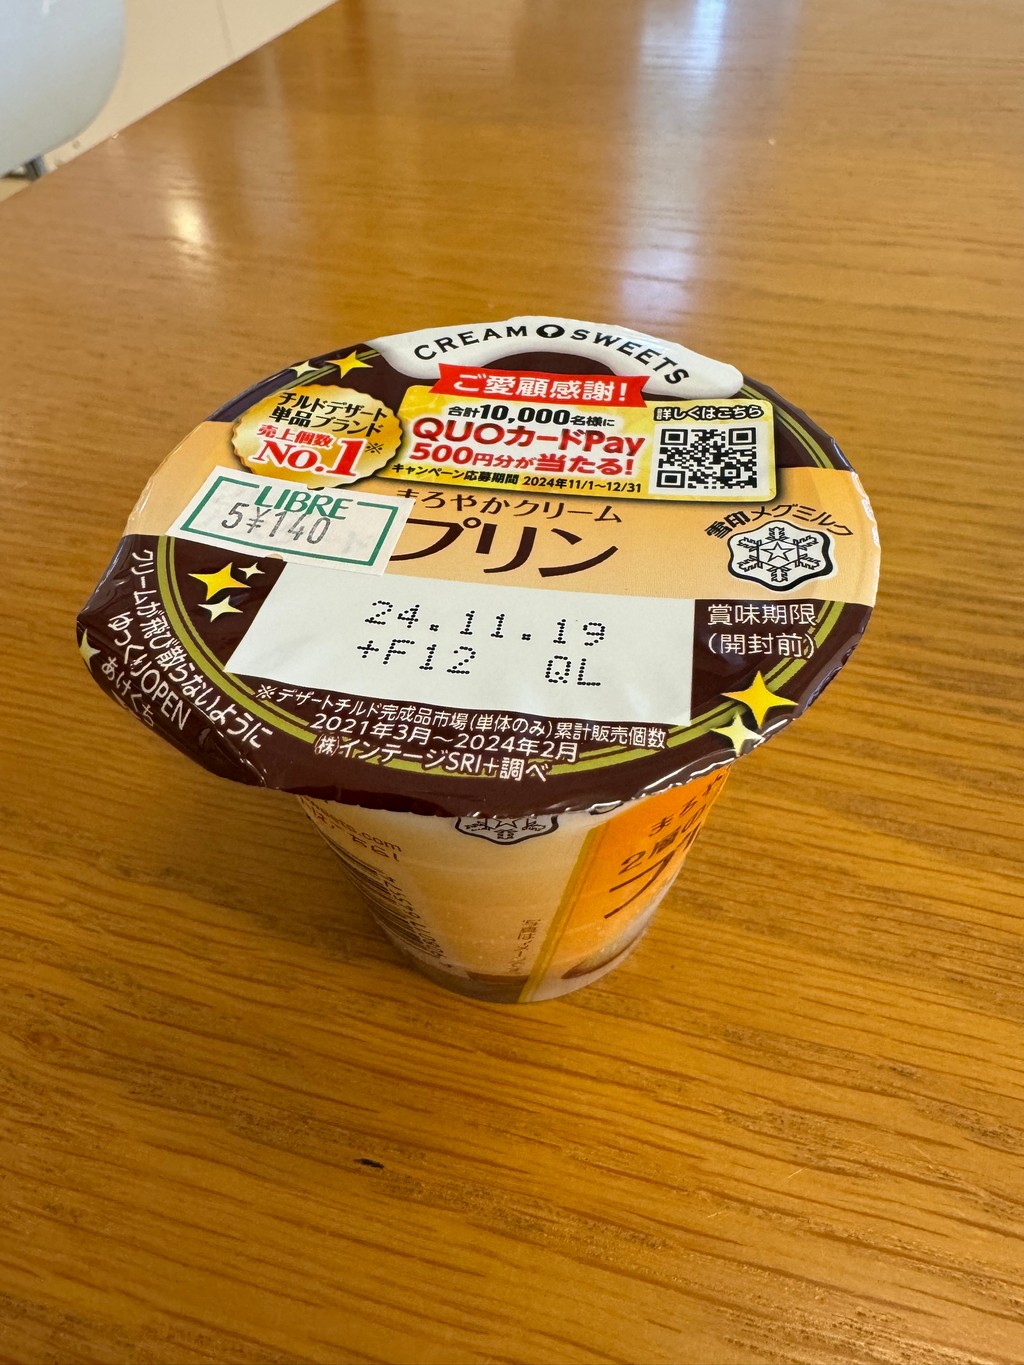 CREAM SWEETS
ご愛顧感謝!
合計10,000名様に
QUOカードPay
500円分が当たる!
キャンペーン応募期間 2024年11/1〜12/31
詳しくはこちら
チルドデザート
単品ブランド
売上個数※
No.1
LIBRE
5¥140
まろやかクリーム
プリン
雪印メグミルク
24.11.19
+F12 QL
賞味期限
(開封前)
※デザートチルド完成品市場(単体のみ)累計販売個数
2021年3月〜2024年2月
(株)インテージSRI+調べ
クリームが飛び散らないように
ゆっくりOPEN
あけくち